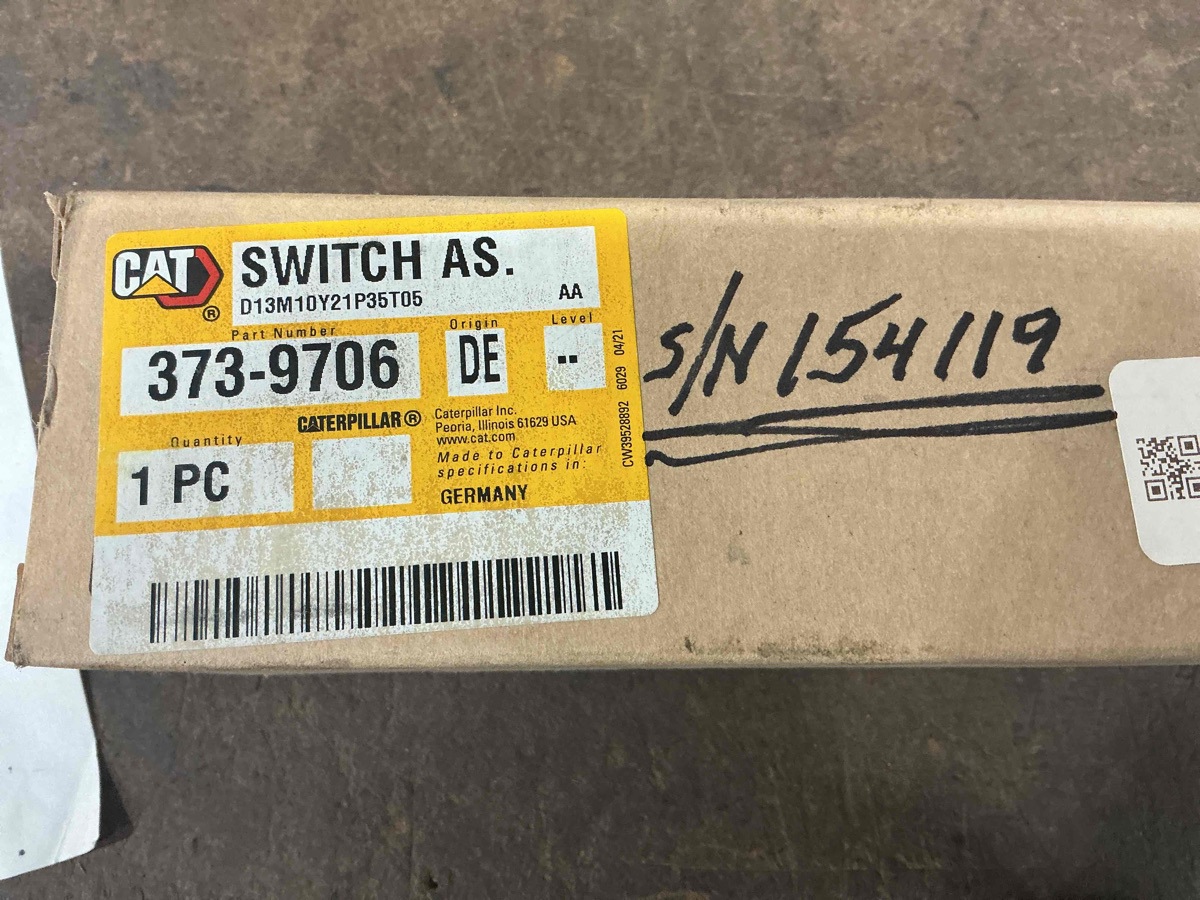 CAT®
SWITCH AS.
D13M10Y21P35T05 AA
Part Number
373-9706
Origin
DE
Level
--
Quantity
1 PC
CATERPILLAR®
Caterpillar Inc.
Peoria, Illinois 61629 USA
www.cat.com
Made to Caterpillar
specifications in:
GERMANY
CW39528892 6029 04/21
S/N 154119